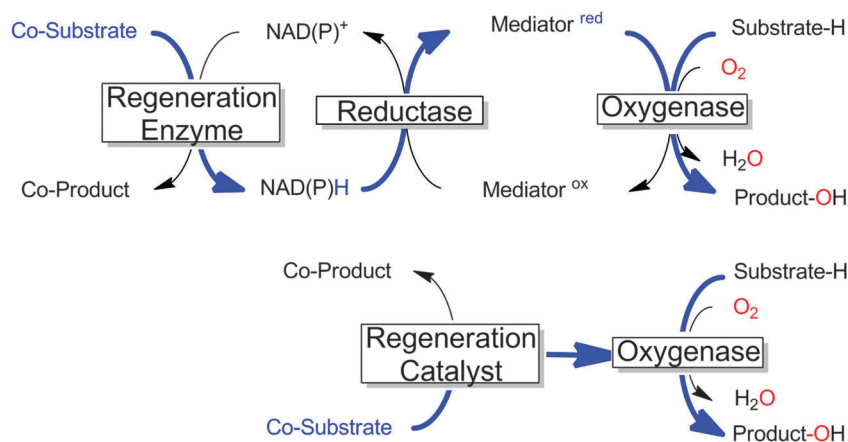 Co-Substrate
NAD(P)+
Mediator red
Substrate-H
O2
Regeneration
Enzyme
Reductase
Oxygenase
H2O
Co-Product
NAD(P)H
Mediator ox
Product-OH
Co-Product
Substrate-H
O2
Regeneration
Catalyst
Oxygenase
H2O
Co-Substrate
Product-OH